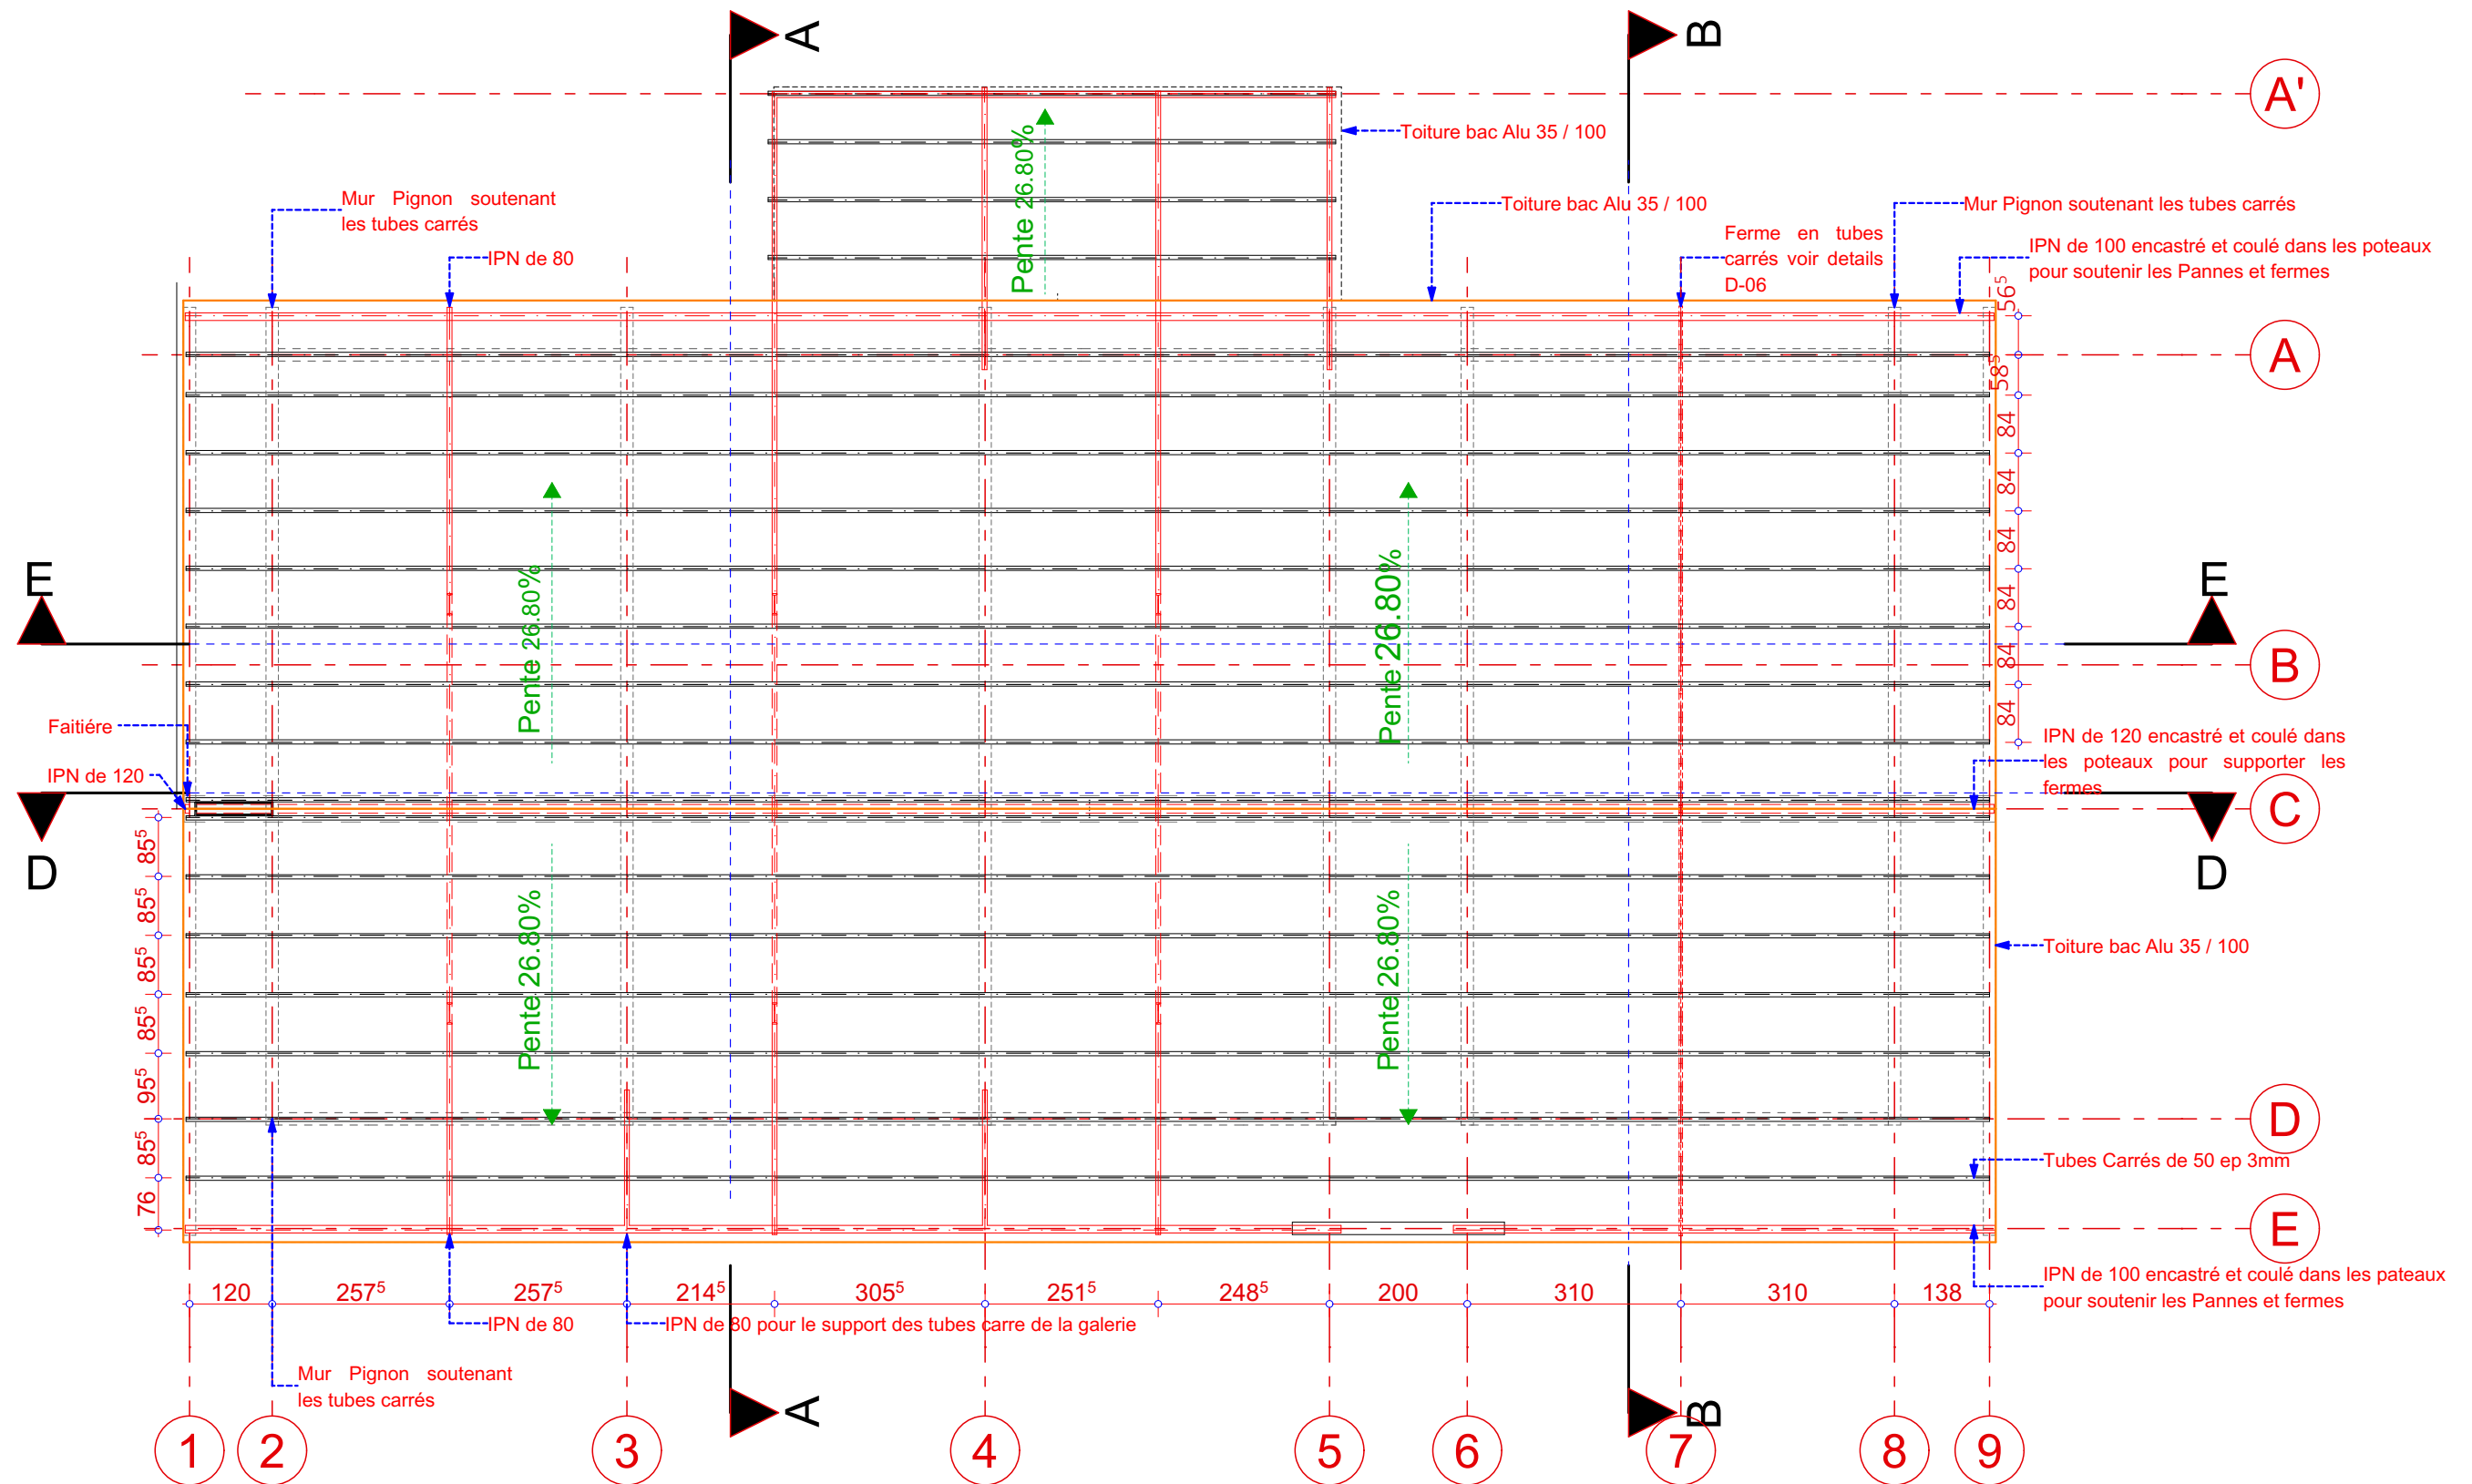 A
B
A'
Toiture bac Alu 35 / 100
Pente 26.80%
Mur Pignon soutenant
les tubes carrés
IPN de 80
Toiture bac Alu 35 / 100
Mur Pignon soutenant les tubes carrés
Ferme en tubes
carrés voir details
D-06
IPN de 100 encastré et coulé dans les poteaux
pour soutenir les Pannes et fermes
56⁵
A
58⁵
84
84
84
84
84
84
Pente 26.80%
Pente 26.80%
E
E
B
Faitiére
IPN de 120
IPN de 120 encastré et coulé dans
les poteaux pour supporter les
fermes
C
D
D
85⁵
85⁵
85⁵
85⁵
95⁵
85⁵
76
Pente 26.80%
Pente 26.80%
Toiture bac Alu 35 / 100
D
Tubes Carrés de 50 ep 3mm
E
IPN de 100 encastré et coulé dans les pateaux
pour soutenir les Pannes et fermes
120
257⁵
257⁵
214⁵
305⁵
251⁵
248⁵
200
310
310
138
IPN de 80
IPN de 80 pour le support des tubes carre de la galerie
Mur Pignon soutenant
les tubes carrés
A
B
1
2
3
4
5
6
7
8
9